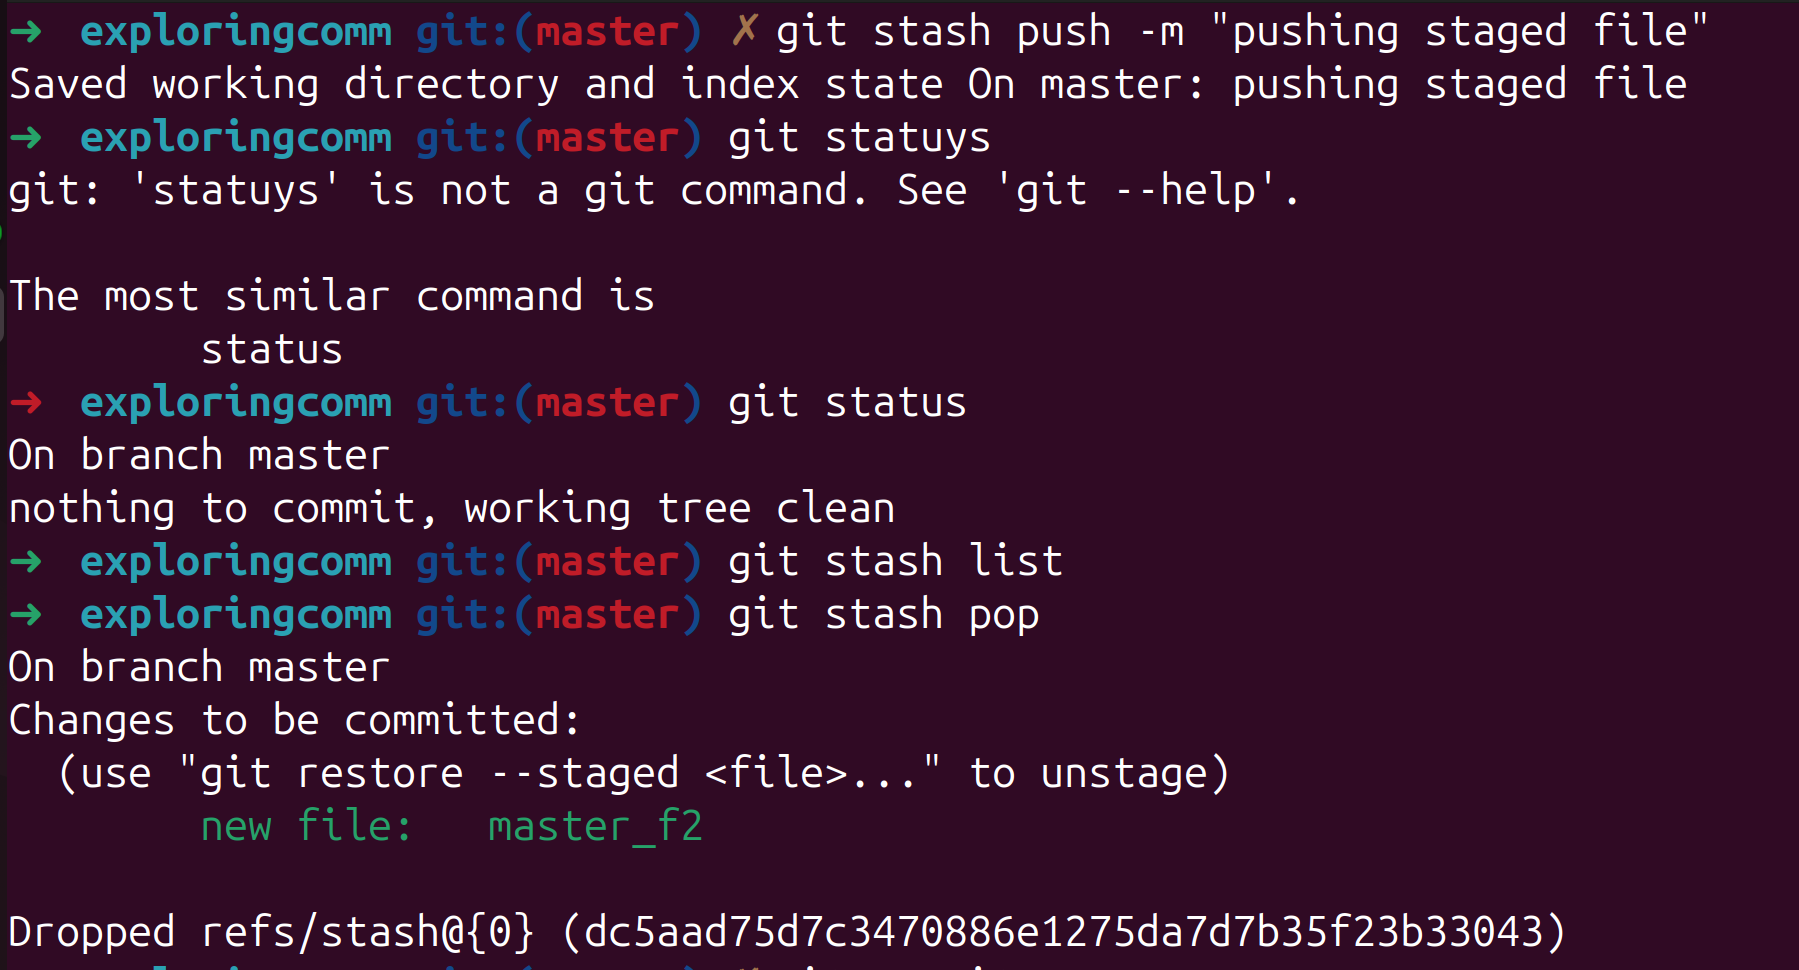 ➜  exploringcomm git:(master) ✗ git stash push -m "pushing staged file"
Saved working directory and index state On master: pushing staged file
➜  exploringcomm git:(master) git statuys
git: 'statuys' is not a git command. See 'git --help'.

The most similar command is
        status
➜  exploringcomm git:(master) git status
On branch master
nothing to commit, working tree clean
➜  exploringcomm git:(master) git stash list
➜  exploringcomm git:(master) git stash pop
On branch master
Changes to be committed:
  (use "git restore --staged <file>..." to unstage)
        new file:   master_f2

Dropped refs/stash@{0} (dc5aad75d7c3470886e1275da7d7b35f23b33043)